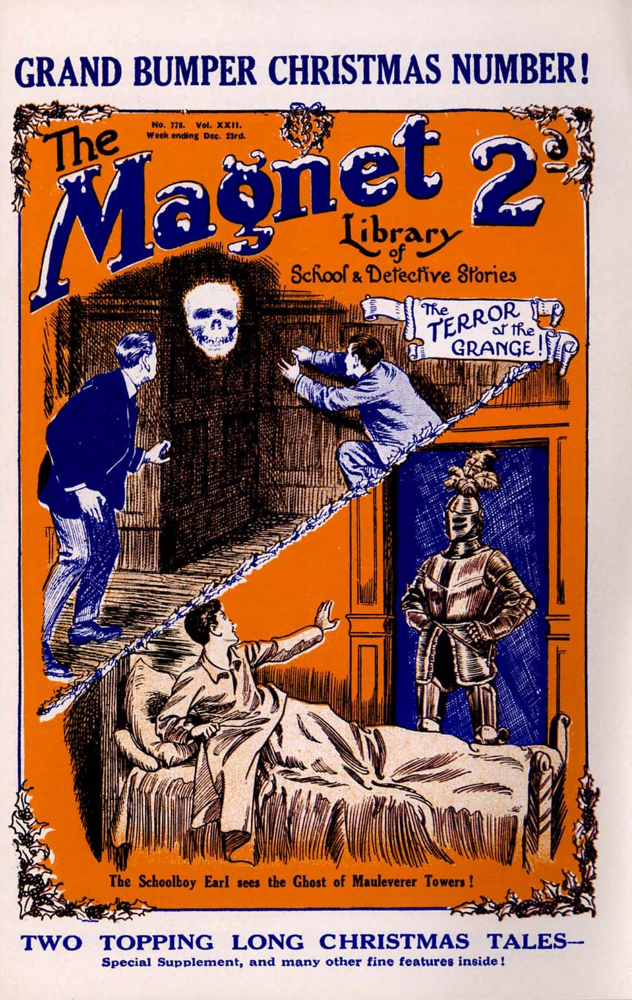 GRAND BUMPER CHRISTMAS NUMBER!
No. 776. Vol. XXII.
Week ending Dec. 23rd.
The
Magnet 2d
Library
of
School & Detective Stories
The
TERROR
at the
GRANGE!
The Schoolboy Earl sees the Ghost of Mauleverer Towers!
TWO TOPPING LONG CHRISTMAS TALES—
Special Supplement, and many other fine features inside!